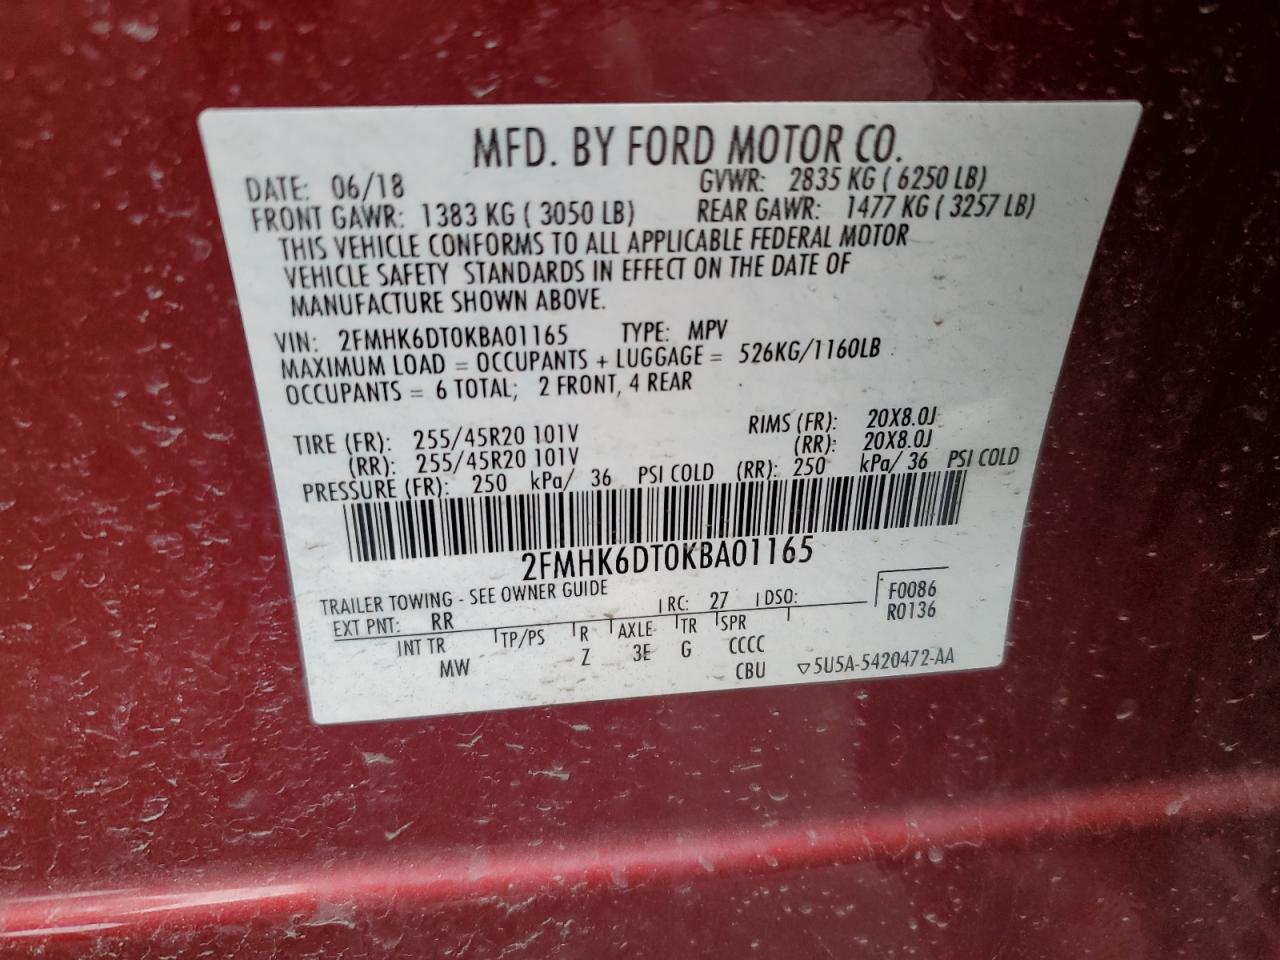 MFD. BY FORD MOTOR CO.
DATE: 06/18 GVWR: 2835 KG ( 6250 LB)
FRONT GAWR: 1383 KG ( 3050 LB) REAR GAWR: 1477 KG ( 3257 LB)
THIS VEHICLE CONFORMS TO ALL APPLICABLE FEDERAL MOTOR
VEHICLE SAFETY STANDARDS IN EFFECT ON THE DATE OF
MANUFACTURE SHOWN ABOVE.
VIN: 2FMHK6DT0KBA01165 TYPE: MPV
MAXIMUM LOAD = OCCUPANTS + LUGGAGE = 526KG/1160LB
OCCUPANTS = 6 TOTAL; 2 FRONT, 4 REAR
TIRE (FR): 255/45R20 101V RIMS (FR): 20X8.0J
(RR): 255/45R20 101V (RR): 20X8.0J
PRESSURE (FR): 250 kPa/ 36 PSI COLD (RR): 250 kPa/ 36 PSI COLD
2FMHK6DT0KBA01165
TRAILER TOWING - SEE OWNER GUIDE
EXT PNT: RR RC: 27 DSO: F0086
R0136
INT TR TP/PS R AXLE TR SPR
MW Z 3E G CCCC
CBU ▽5U5A-5420472-AA